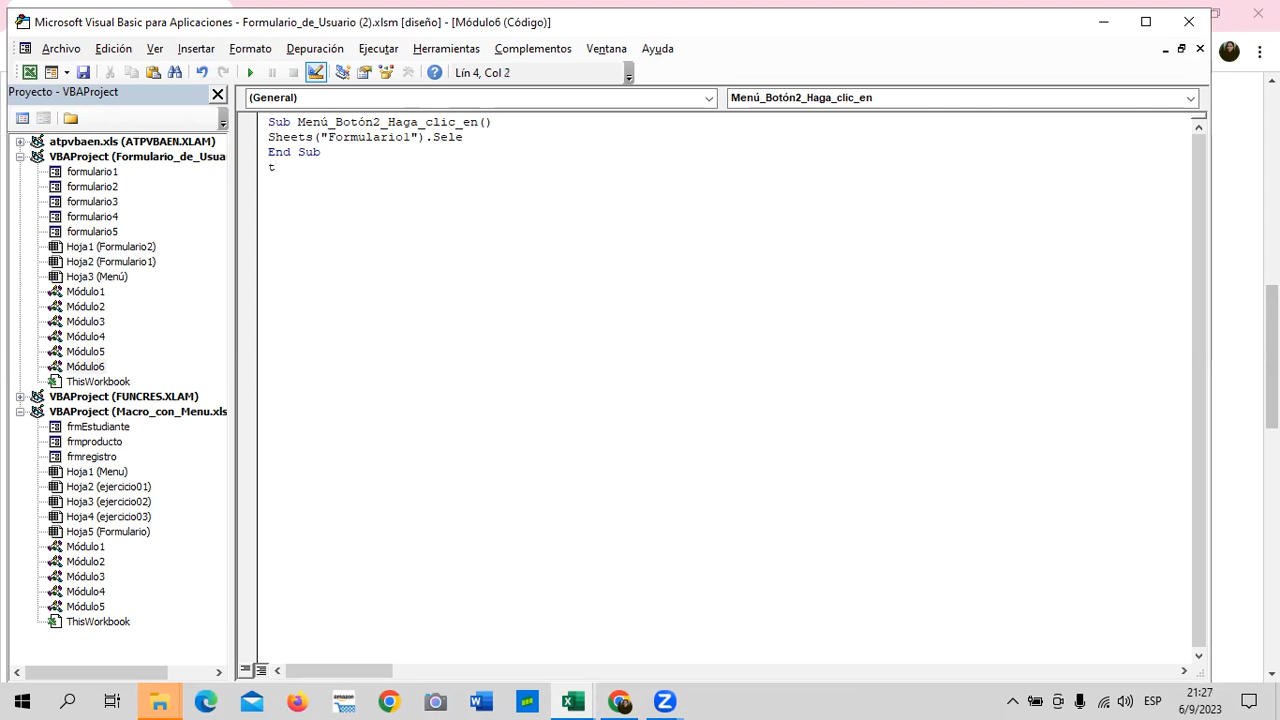 Microsoft Visual Basic para Aplicaciones - Formulario_de_Usuario (2).xlsm [diseño] - [Módulo6 (Código)]
Archivo Edición Ver Insertar Formato Depuración Ejecutar Herramientas Complementos Ventana Ayuda
Lín 4, Col 2
Proyecto - VBAProject
(General)
Menú_Botón2_Haga_clic_en
atpvbaen.xls (ATPVBAEN.XLAM)
VBAProject (Formulario_de_Usua
formulario1
formulario2
formulario3
formulario4
formulario5
Hoja1 (Formulario2)
Hoja2 (Formulario1)
Hoja3 (Menú)
Módulo1
Módulo2
Módulo3
Módulo4
Módulo5
Módulo6
ThisWorkbook
VBAProject (FUNCRES.XLAM)
VBAProject (Macro_con_Menu.xls
frmEstudiante
frmproducto
frmregistro
Hoja1 (Menu)
Hoja2 (ejercicio01)
Hoja3 (ejercicio02)
Hoja4 (ejercicio03)
Hoja5 (Formulario)
Módulo1
Módulo2
Módulo3
Módulo4
Módulo5
ThisWorkbook
Sub Menú_Botón2_Haga_clic_en()
Sheets("Formulario1").Sele
End Sub
t
amazon
ESP
21:27
6/9/2023